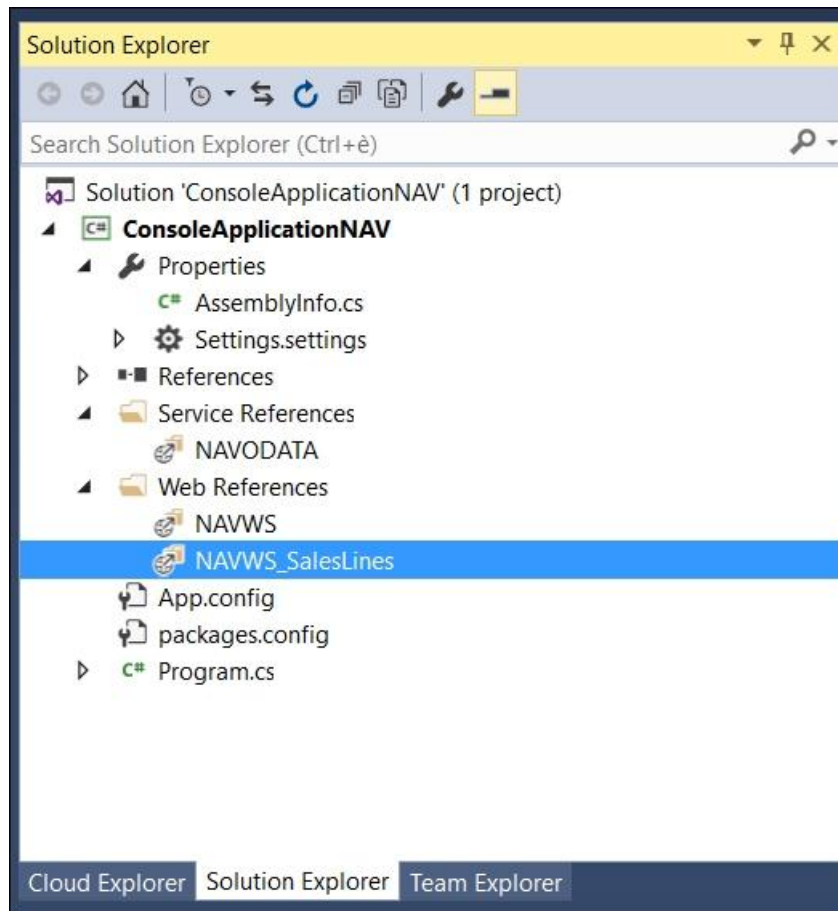 Solution Explorer
Search Solution Explorer (Ctrl+è)
Solution 'ConsoleApplicationNAV' (1 project)
C# ConsoleApplicationNAV
Properties
C# AssemblyInfo.cs
Settings.settings
References
Service References
NAVODATA
Web References
NAVWS
NAVWS_SalesLines
App.config
packages.config
C# Program.cs
Cloud Explorer Solution Explorer Team Explorer